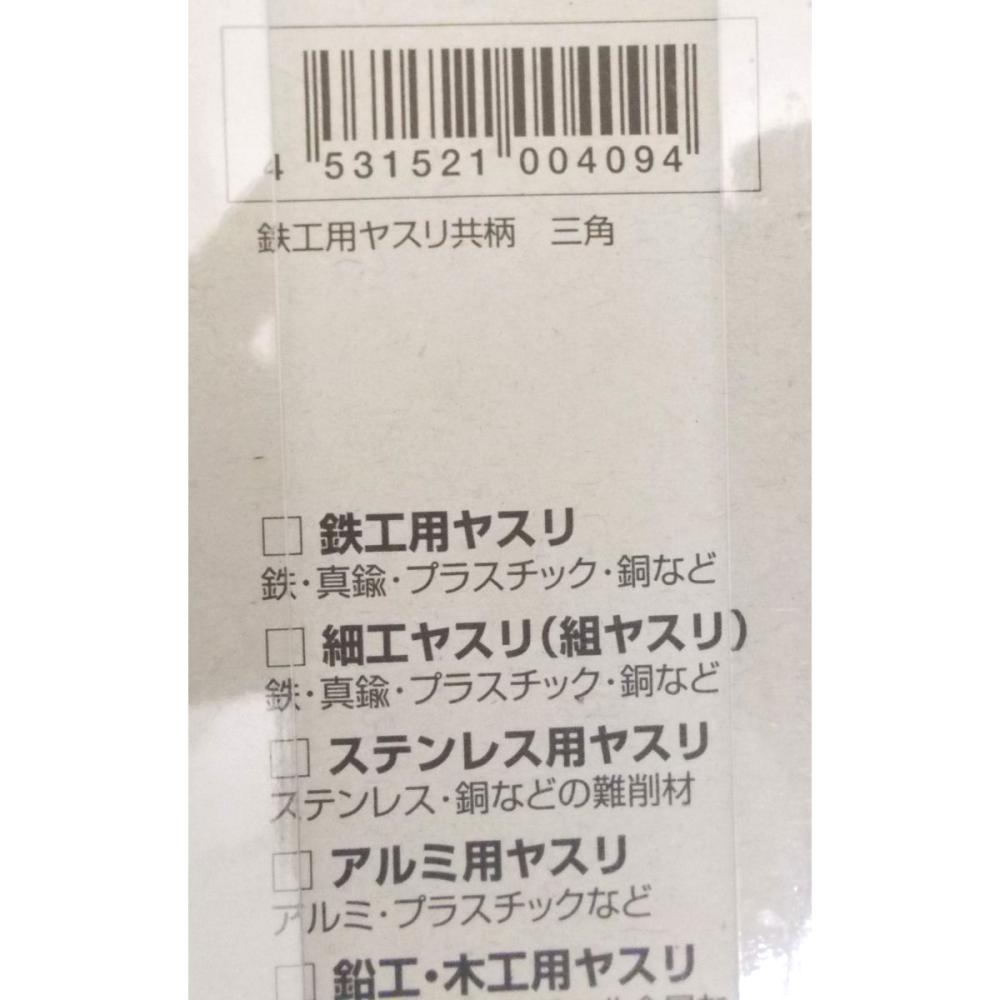 4 531521 004094
鉄工用ヤスリ共柄 三角
□ 鉄工用ヤスリ
鉄・真鍮・プラスチック・銅など
□ 細工ヤスリ(組ヤスリ)
鉄・真鍮・プラスチック・銅など
□ ステンレス用ヤスリ
ステンレス・銅などの難削材
□ アルミ用ヤスリ
アルミ・プラスチックなど
□ 鉛工・木工用ヤスリ